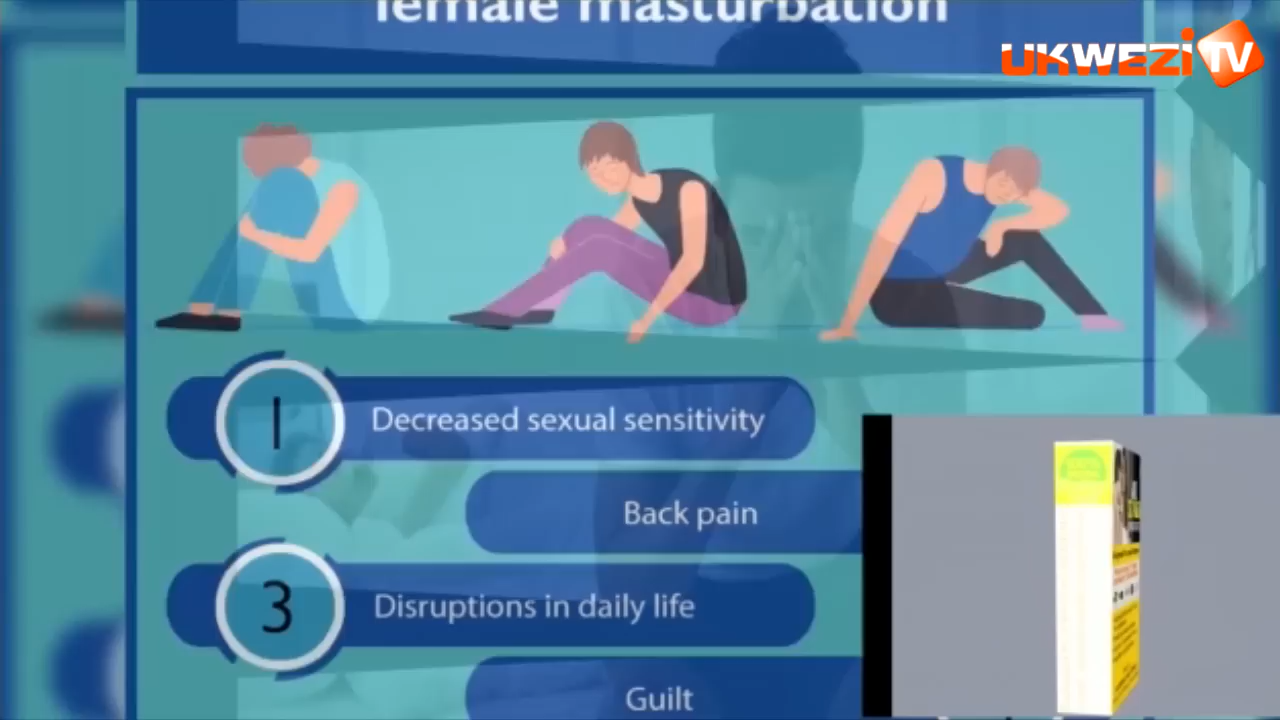 female masturbation
UKWEZI TV
1
Decreased sexual sensitivity
Back pain
3
Disruptions in daily life
Guilt